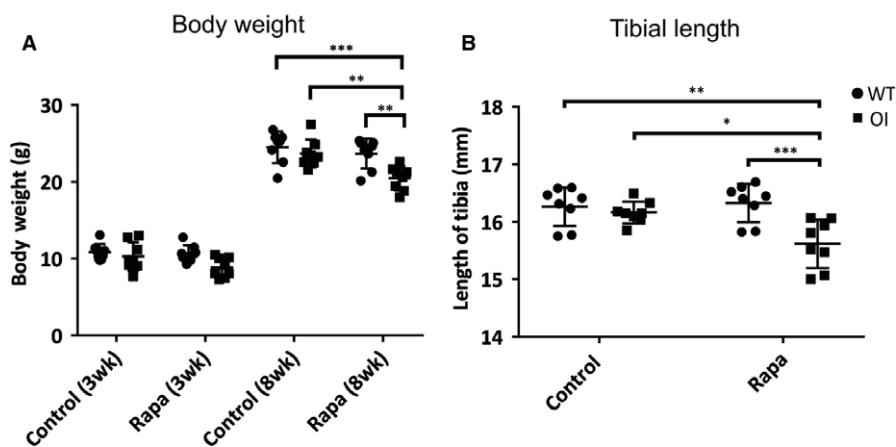 A
Body weight
***
**
**
30
20
10
0
Body weight (g)
Control (3wk)
Rapa (3wk)
Control (8wk)
Rapa (8wk)
B
Tibial length
WT
OI
**
*
***
18
17
16
15
14
Length of tibia (mm)
Control
Rapa